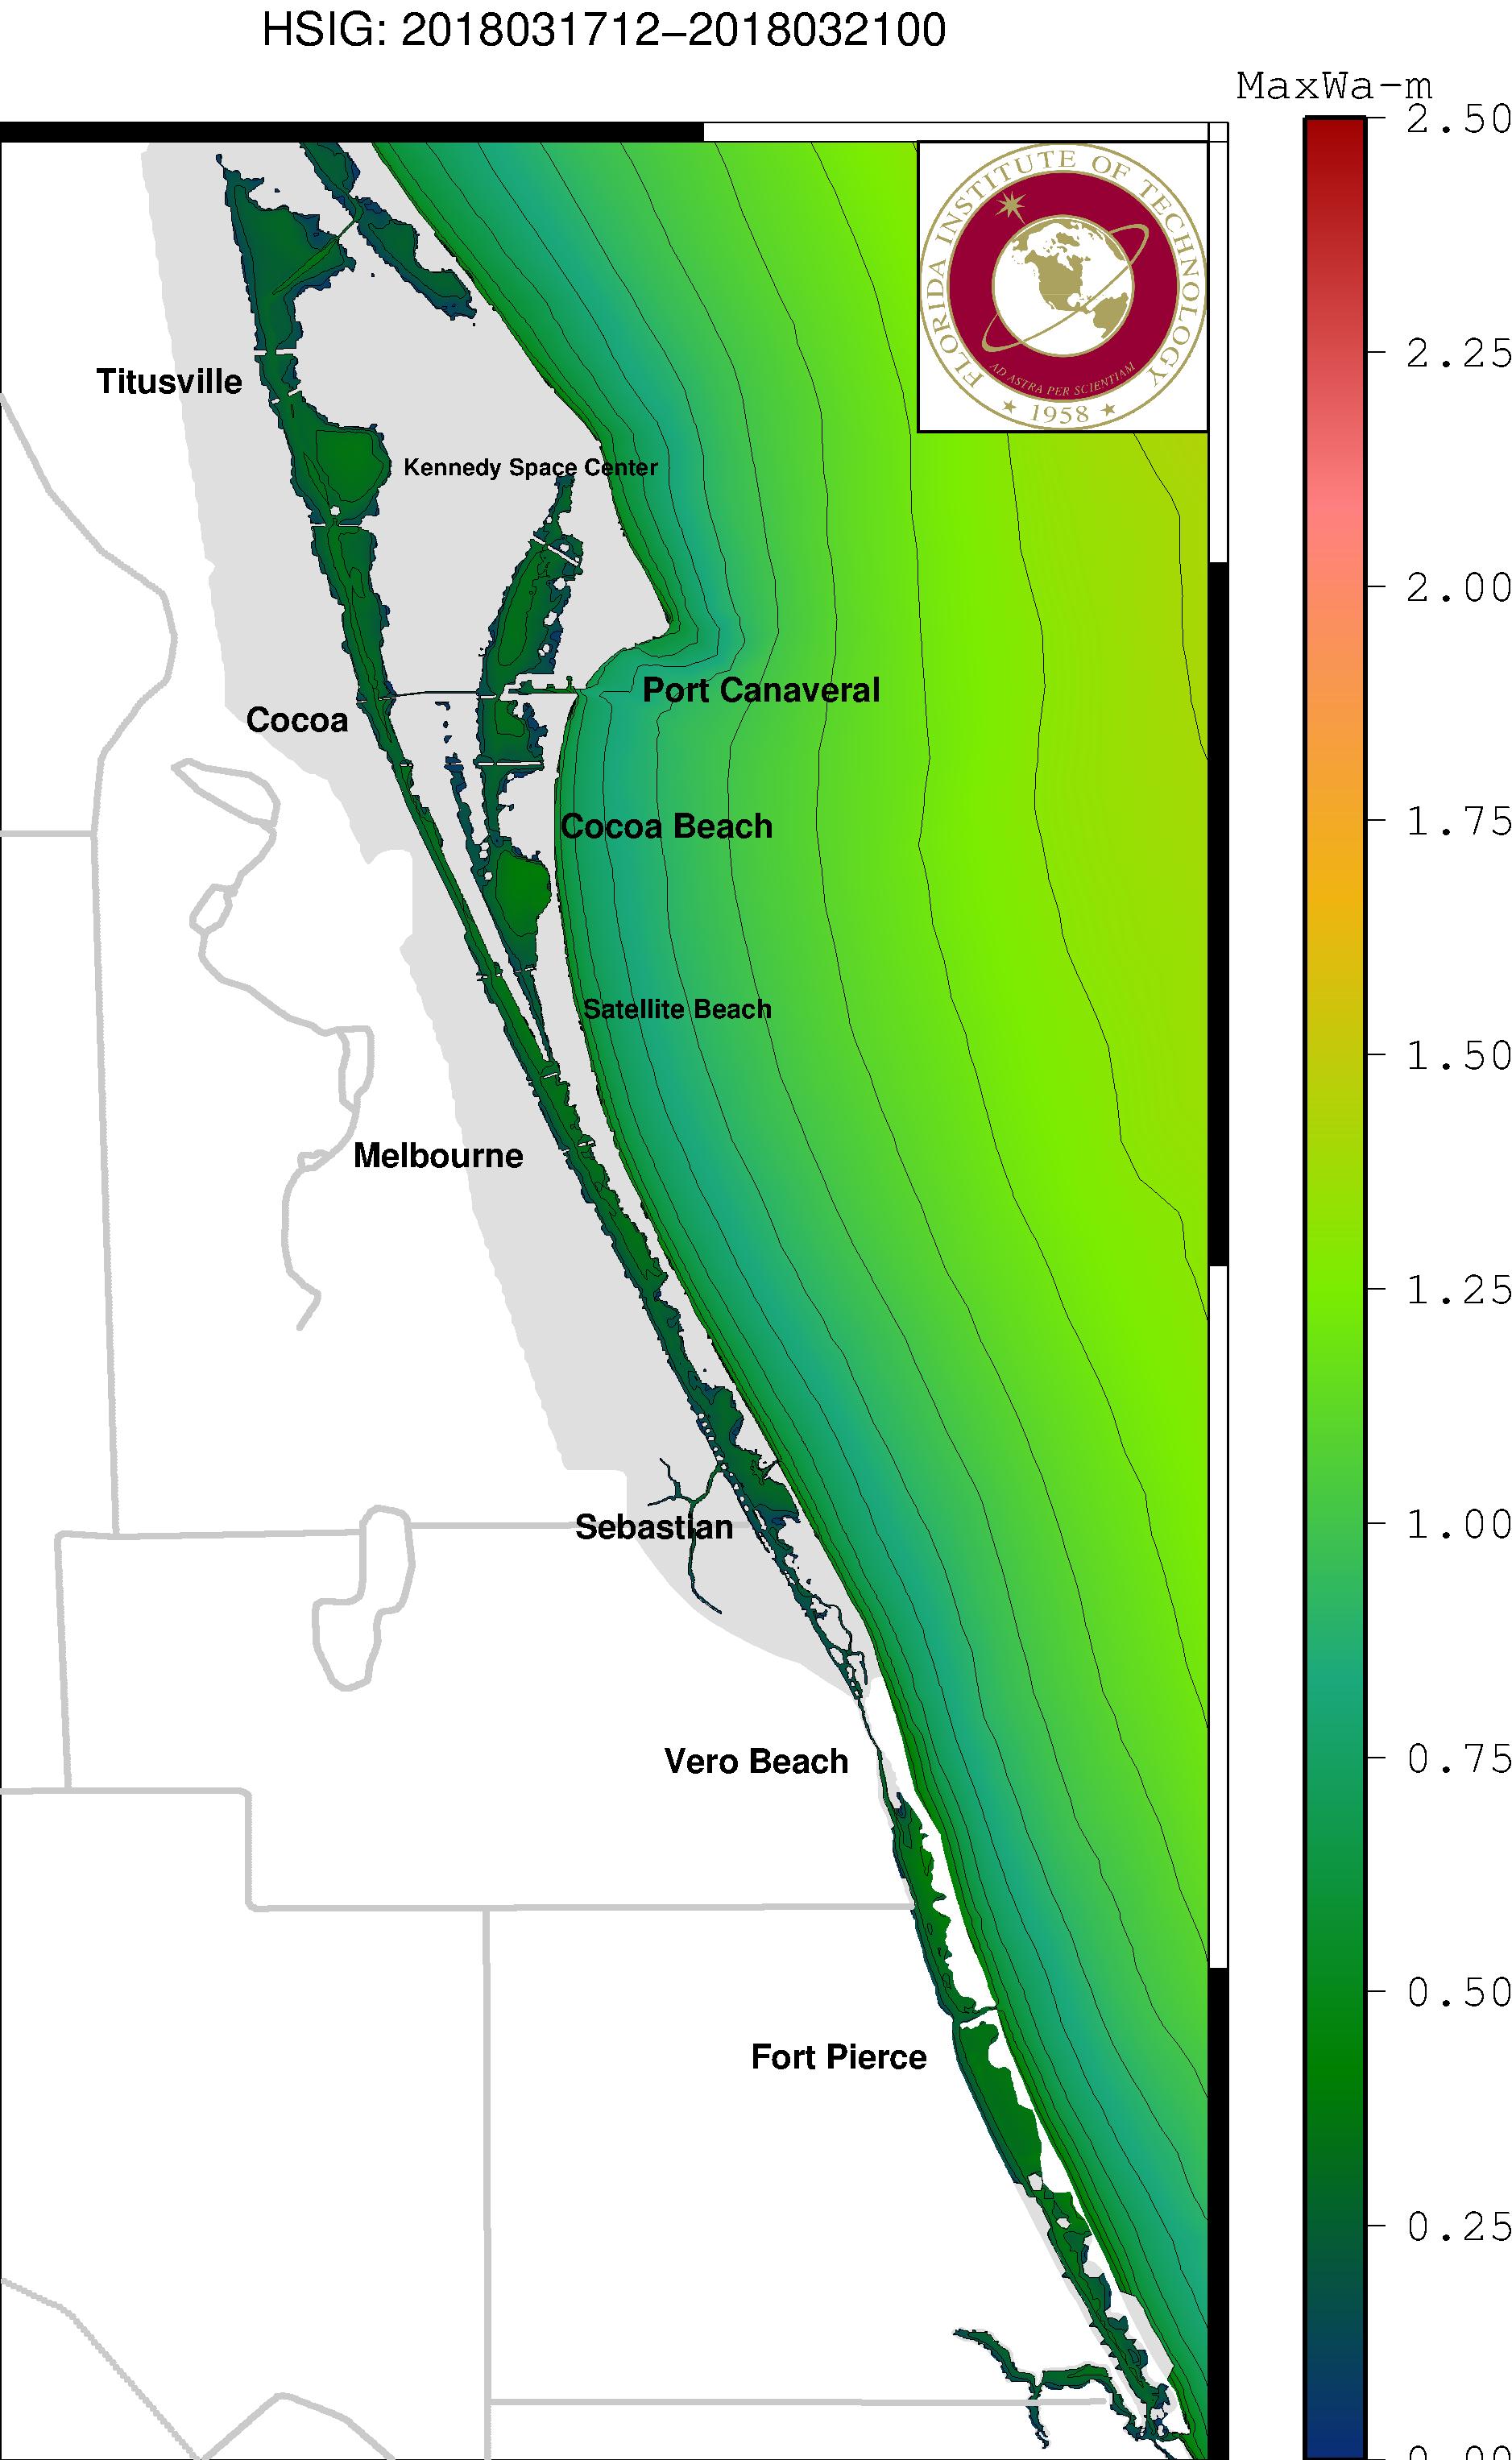 HSIG: 2018031712–2018032100
MaxWa-m
2.50
2.25
2.00
1.75
1.50
1.25
1.00
0.75
0.50
0.25
0.00
FLORIDA INSTITUTE OF TECHNOLOGY
AD ASTRA PER SCIENTIAM
★ 1958 ★
Titusville
Kennedy Space Center
Port Canaveral
Cocoa
Cocoa Beach
Satellite Beach
Melbourne
Sebastian
Vero Beach
Fort Pierce